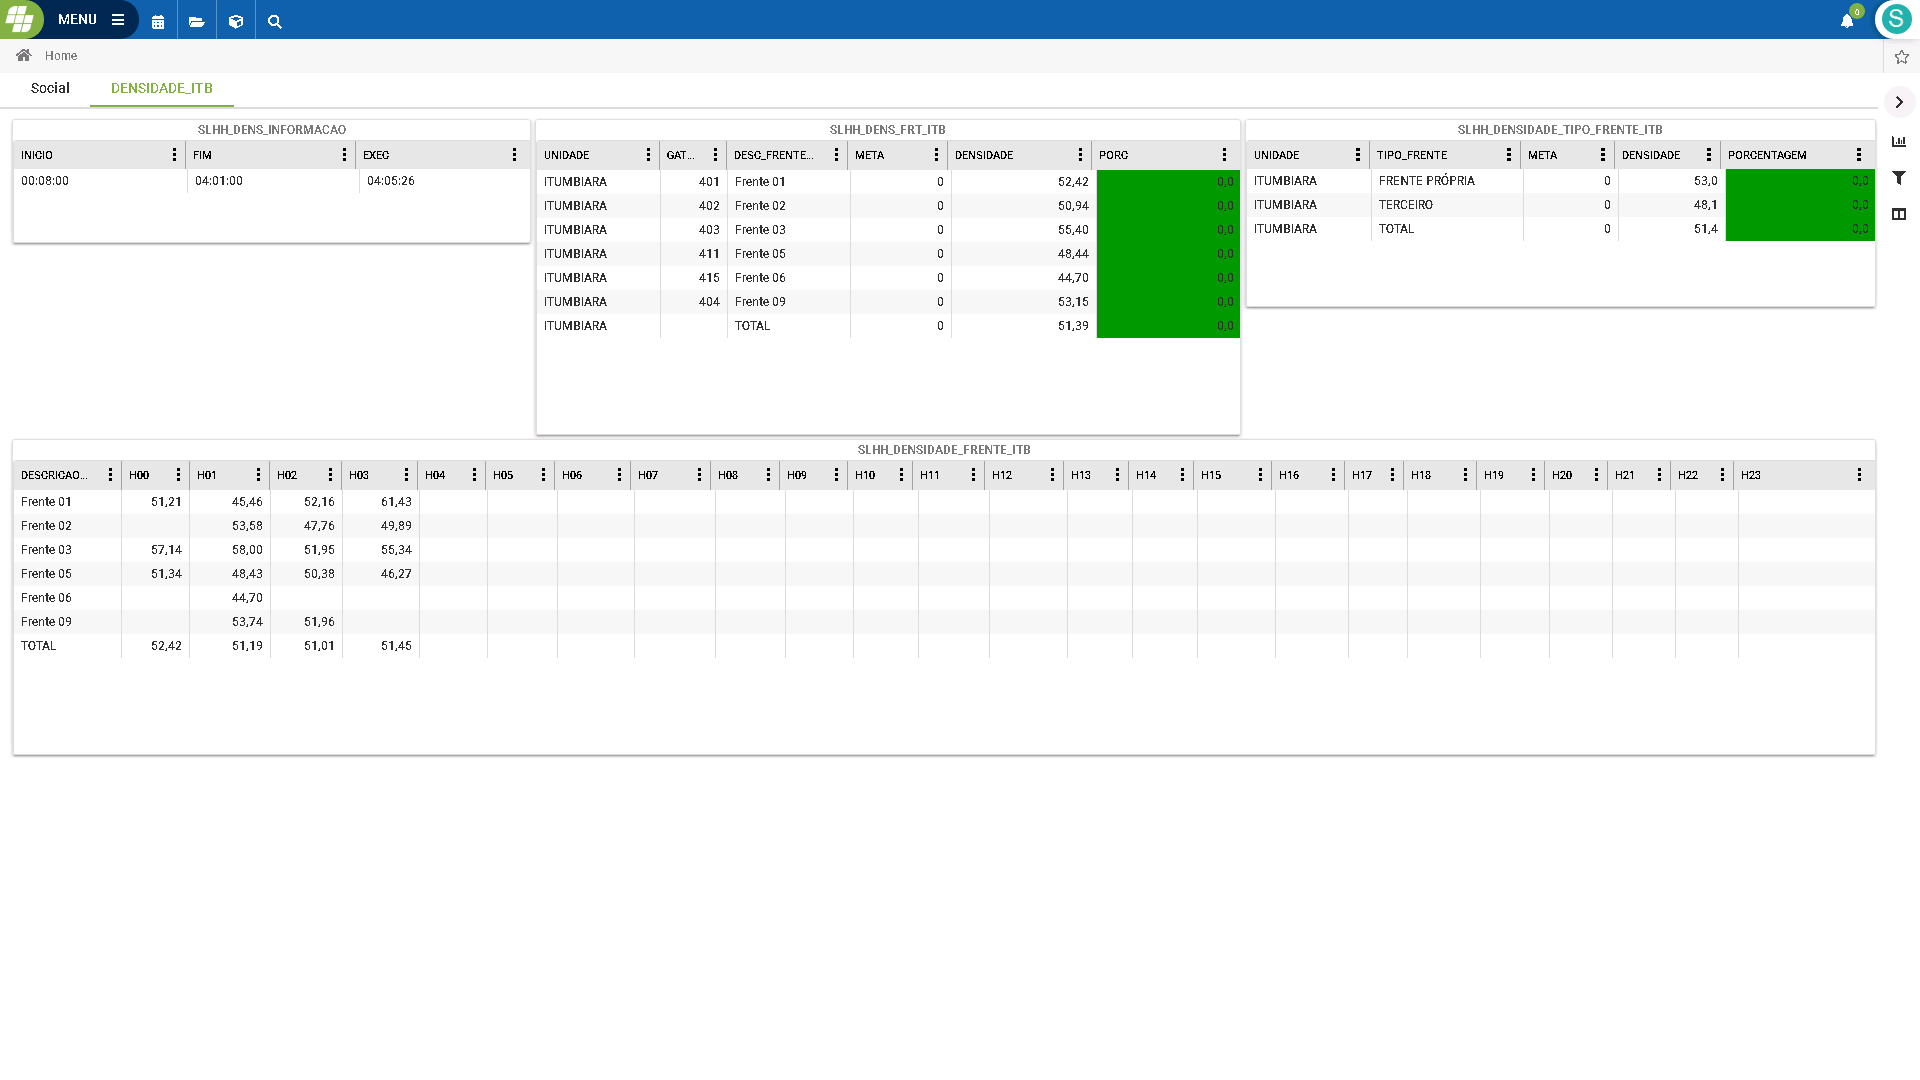 MENU
0
S
Home
Social DENSIDADE_ITB
SLHH_DENS_INFORMACAO
INICIO FIM EXEC
00:08:00 04:01:00 04:05:26
SLHH_DENS_FRT_ITB
UNIDADE GAT... DESC_FRENTE... META DENSIDADE PORC
ITUMBIARA 401 Frente 01 0 52,42 0,0
ITUMBIARA 402 Frente 02 0 50,94 0,0
ITUMBIARA 403 Frente 03 0 55,40 0,0
ITUMBIARA 411 Frente 05 0 48,44 0,0
ITUMBIARA 415 Frente 06 0 44,70 0,0
ITUMBIARA 404 Frente 09 0 53,15 0,0
ITUMBIARA TOTAL 0 51,39 0,0
SLHH_DENSIDADE_TIPO_FRENTE_ITB
UNIDADE TIPO_FRENTE META DENSIDADE PORCENTAGEM
ITUMBIARA FRENTE PRÓPRIA 0 53,0 0,0
ITUMBIARA TERCEIRO 0 48,1 0,0
ITUMBIARA TOTAL 0 51,4 0,0
SLHH_DENSIDADE_FRENTE_ITB
DESCRICAO... H00 H01 H02 H03 H04 H05 H06 H07 H08 H09 H10 H11 H12 H13 H14 H15 H16 H17 H18 H19 H20 H21 H22 H23
Frente 01 51,21 45,46 52,16 61,43
Frente 02 53,58 47,76 49,89
Frente 03 57,14 58,00 51,95 55,34
Frente 05 51,34 48,43 50,38 46,27
Frente 06 44,70
Frente 09 53,74 51,96
TOTAL 52,42 51,19 51,01 51,45